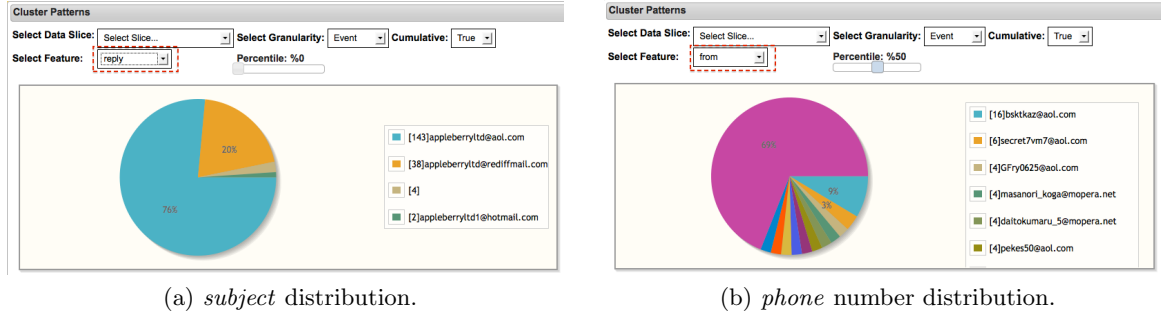 Cluster Patterns
Select Data Slice: Select Slice... Select Granularity: Event Cumulative: True
Select Feature: reply Percentile: %0
20%
76%
[143]appleberryltd@aol.com
[38]appleberryltd@rediffmail.com
[4]
[2]appleberryltd1@hotmail.com
(a) subject distribution.
Cluster Patterns
Select Data Slice: Select Slice... Select Granularity: Event Cumulative: True
Select Feature: from Percentile: %50
9%
3%
[16]bsktkaz@aol.com
[6]secret7vm7@aol.com
[4]GFry0625@aol.com
[4]masanori_koga@mopera.net
[4]daitokumaru_5@mopera.net
[4]pekes50@aol.com
(b) phone number distribution.